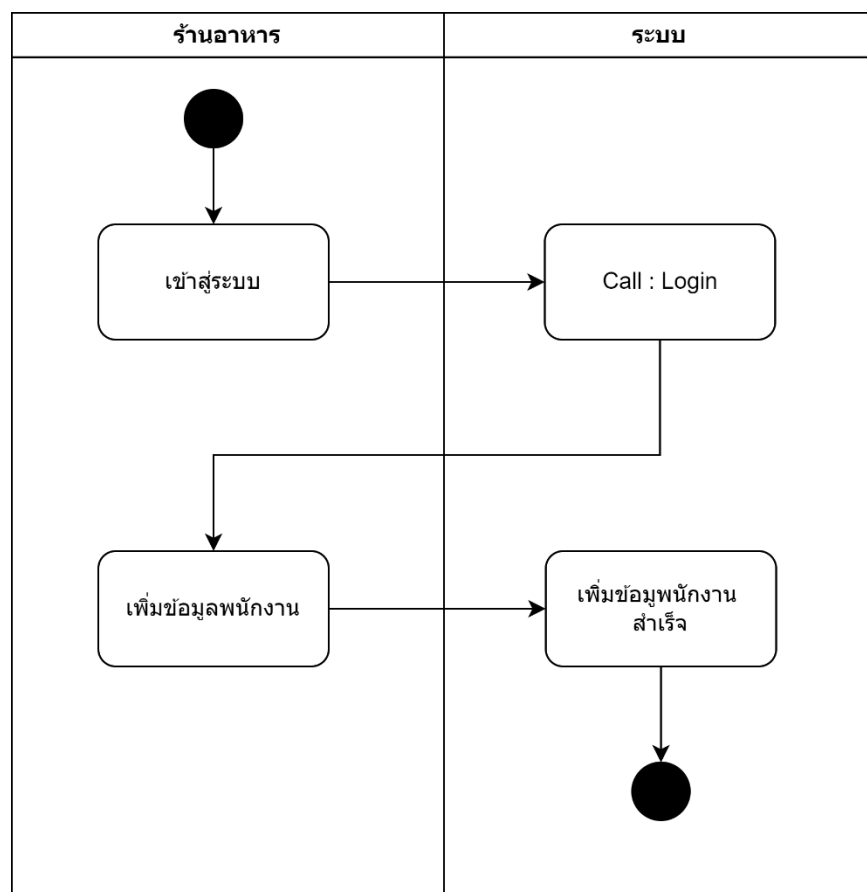 ร้านอาหาร
ระบบ
เข้าสู่ระบบ
Call : Login
เพิ่มข้อมูลพนักงาน
เพิ่มข้อมูพนักงาน
สำเร็จ